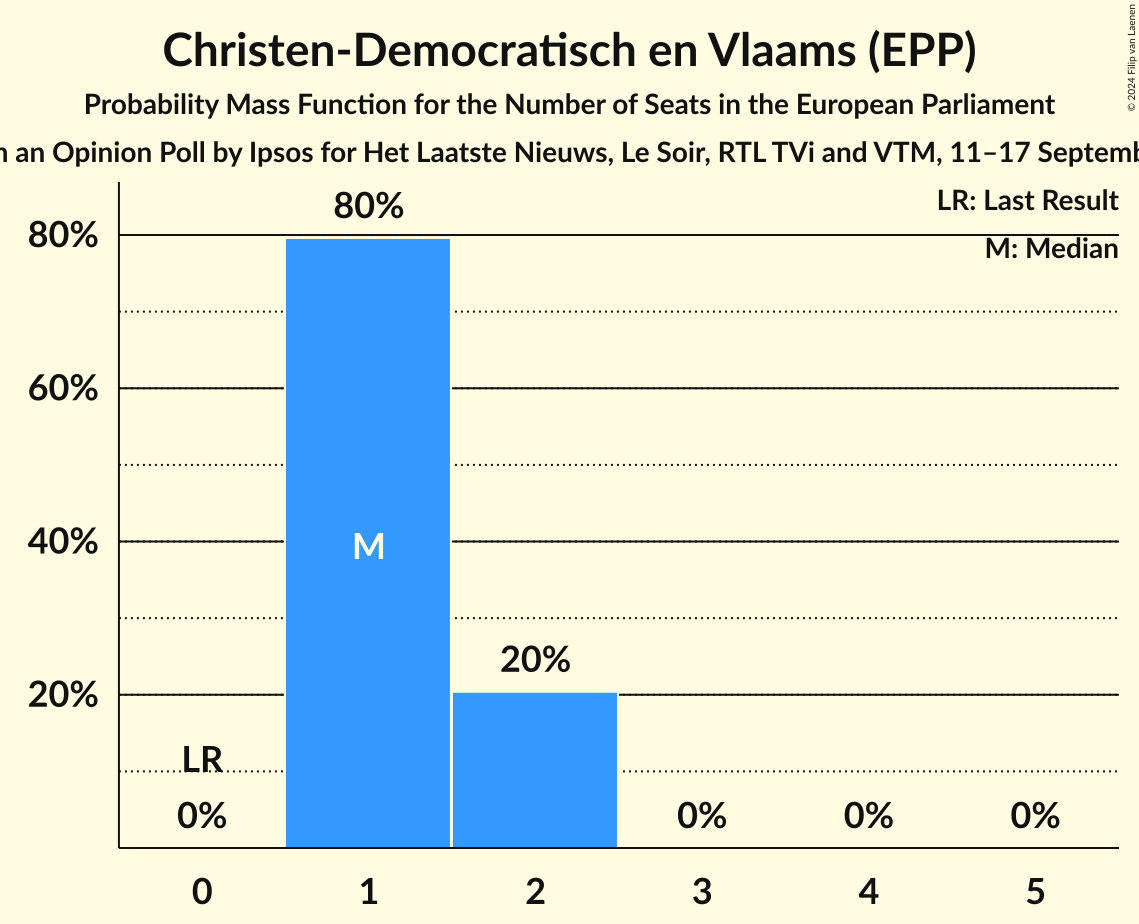 Christen-Democratisch en Vlaams (EPP)
Probability Mass Function for the Number of Seats in the European Parliament
an Opinion Poll by Ipsos for Het Laatste Nieuws, Le Soir, RTL TVi and VTM, 11–17
© 2024 Filip van Laenen
LR: Last Result
M: Median
80%
80%
60%
40%
M
20%
20%
LR
0%
0%
0%
0%
0
1
2
3
4
5